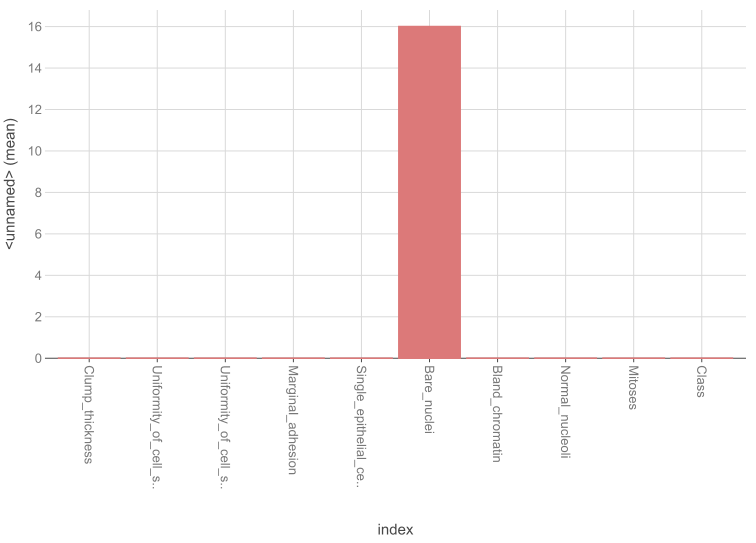 16
14
12
10
8
6
4
2
0
<unnamed> (mean)
Clump_thickness
Uniformity_of_cell_s..
Uniformity_of_cell_s..
Marginal_adhesion
Single_epithelial_ce..
Bare_nuclei
Bland_chromatin
Normal_nucleoli
Mitoses
Class
index